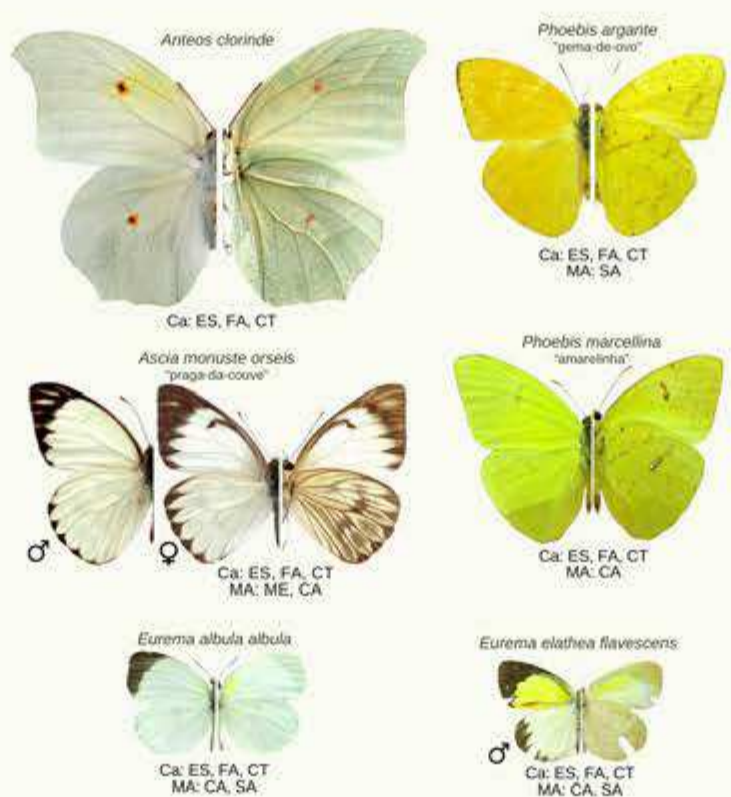 Anteos clorinde
Ca: ES, FA, CT
Phoebis argante
"gema-de-ovo"
Ca: ES, FA, CT
MA: SA
Ascia monuste orseis
"praga-da-couve"
♂
♀
Ca: ES, FA, CT
MA: ME, CA
Phoebis marcellina
"amarelinha"
Ca: ES, FA, CT
MA: CA
Eurema albula albula
Ca: ES, FA, CT
MA: CA, SA
Eurema elathea flavescens
♂
Ca: ES, FA, CT
MA: CA, SA